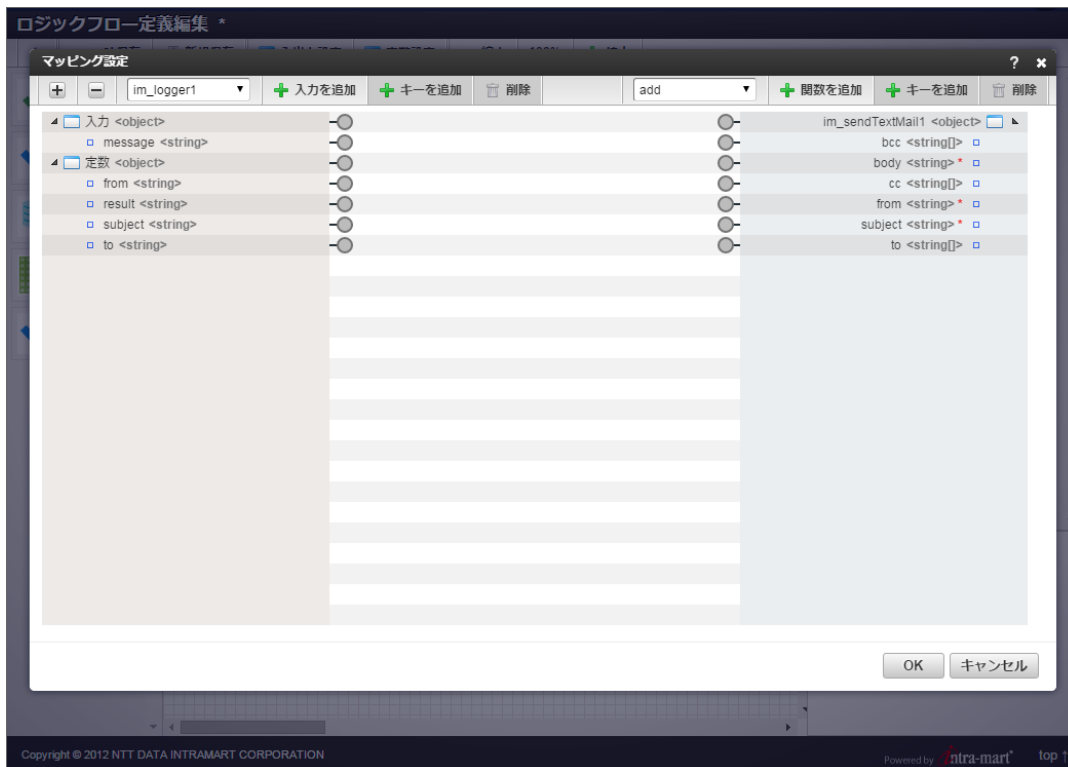 ロジックフロー定義編集 *
マッピング設定 ?
im_logger1 入力を追加 キーを追加 削除 add 関数を追加 キーを追加 削除
入力 <object> im_sendTextMail1 <object>
message <string> bcc <string[]>
定数 <object> body <string> *
from <string> cc <string[]>
result <string> from <string> *
subject <string> subject <string> *
to <string> to <string[]>
OK キャンセル
Copyright © 2012 NTT DATA INTRAMART CORPORATION Powered by intra-mart top ↑